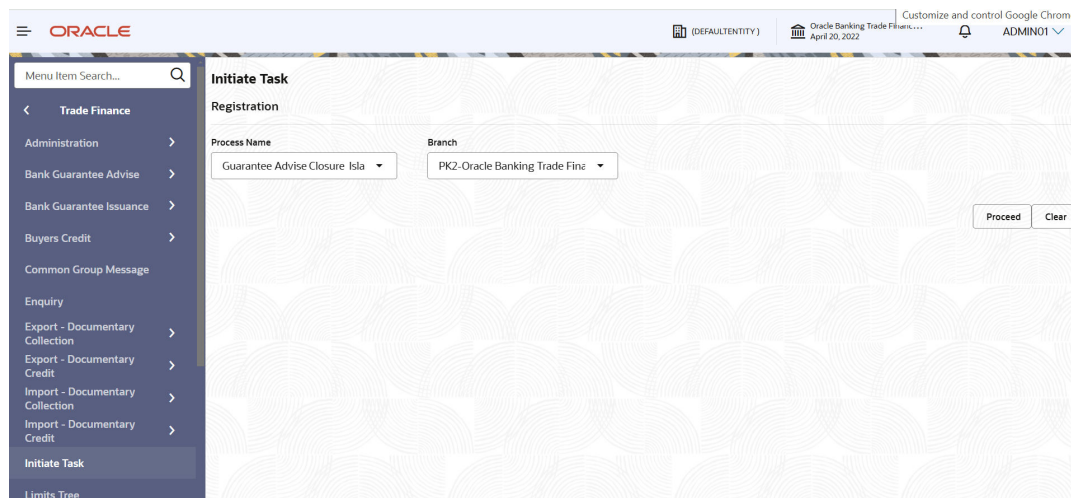 Customize and control Google Chrom
ORACLE
(DEFAULTENTITY)
Oracle Banking Trade Finan...
April 20, 2022
ADMIN01
Menu Item Search...
Trade Finance
Administration
Bank Guarantee Advise
Bank Guarantee Issuance
Buyers Credit
Common Group Message
Enquiry
Export - Documentary
Collection
Export - Documentary
Credit
Import - Documentary
Collection
Import - Documentary
Credit
Initiate Task
Limits Tree
Initiate Task
Registration
Process Name
Branch
Guarantee Advise Closure Isla
PK2-Oracle Banking Trade Fina
Proceed
Clear